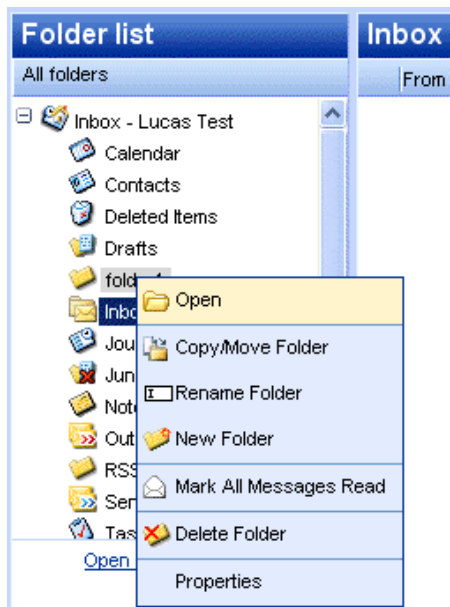 Folder list
Inbox
All folders
From
Inbox - Lucas Test
Calendar
Contacts
Deleted Items
Drafts
Open
Copy/Move Folder
Rename Folder
New Folder
Mark All Messages Read
Delete Folder
Properties
Open